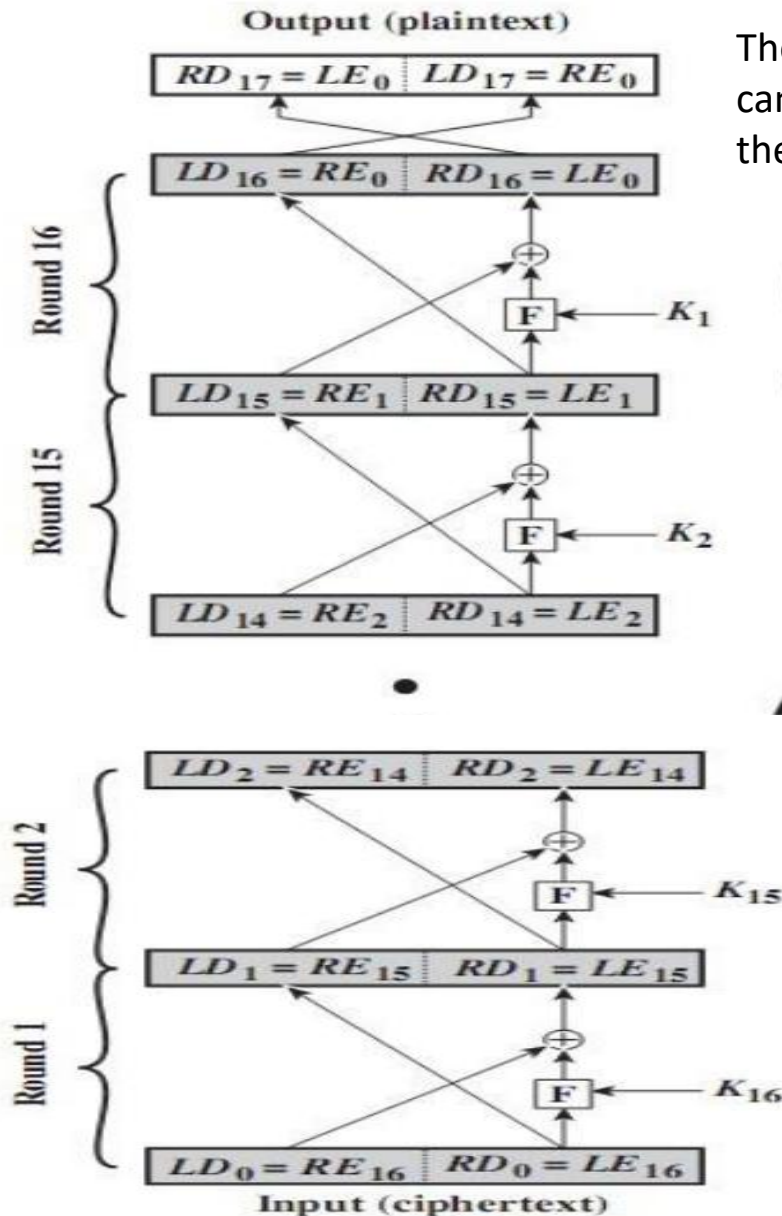 Output (plaintext)
RD₁₇ = LE₀ LD₁₇ = RE₀
The
can
the
LD₁₆ = RE₀ RD₁₆ = LE₀
Round 16
F
K₁
LD₁₅ = RE₁ RD₁₅ = LE₁
Round 15
F
K₂
LD₁₄ = RE₂ RD₁₄ = LE₂
LD₂ = RE₁₄ RD₂ = LE₁₄
Round 2
F
K₁₅
LD₁ = RE₁₅ RD₁ = LE₁₅
Round 1
F
K₁₆
LD₀ = RE₁₆ RD₀ = LE₁₆
Input (ciphertext)